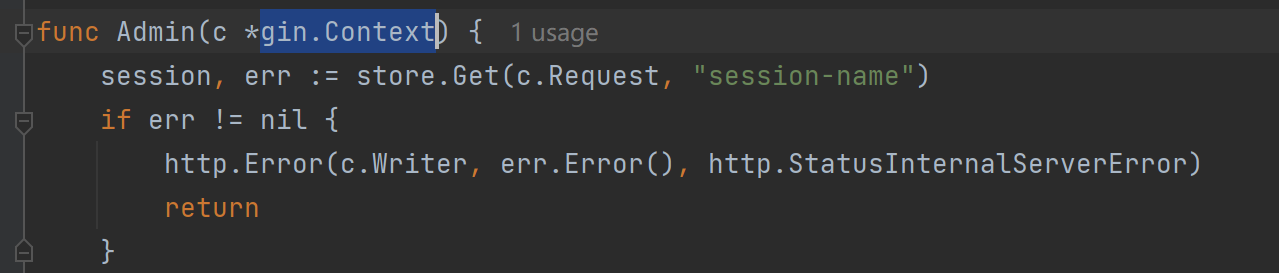 func Admin(c *gin.Context) { 1 usage
session, err := store.Get(c.Request, "session-name")
if err != nil {
http.Error(c.Writer, err.Error(), http.StatusInternalServerError)
return
}